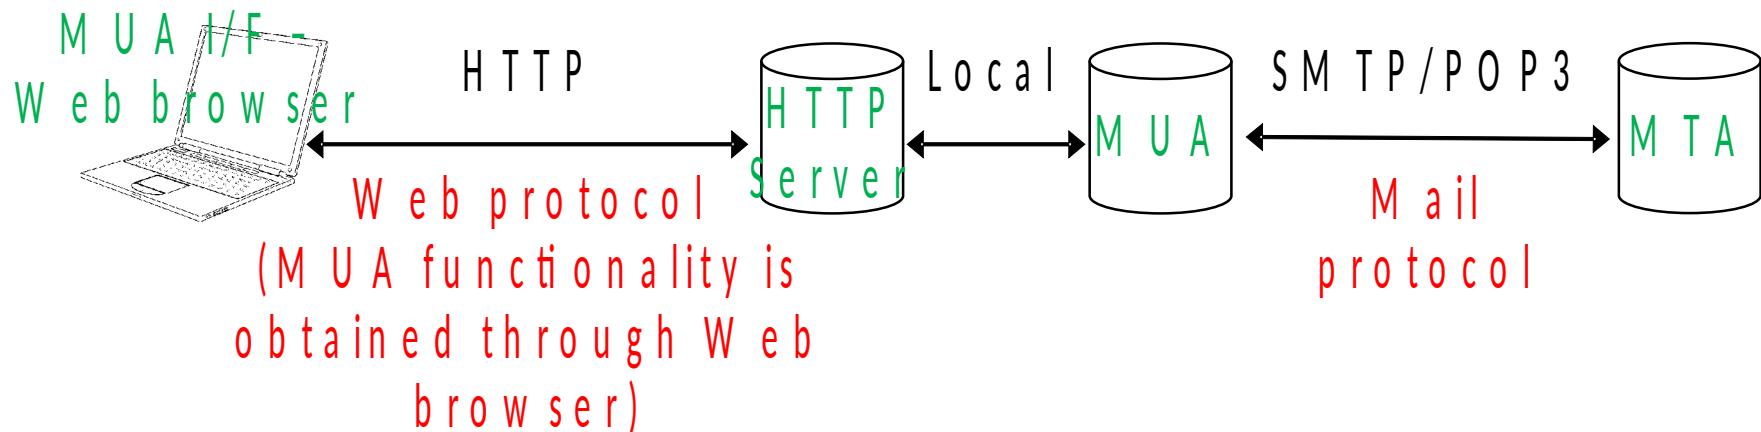 MUA I/F -
Web browser
HTTP
HTTP
Server
Local
MUA
SMTP/POP3
MTA
Web protocol
(MUA functionality is
obtained through Web
browser)
Mail
protocol